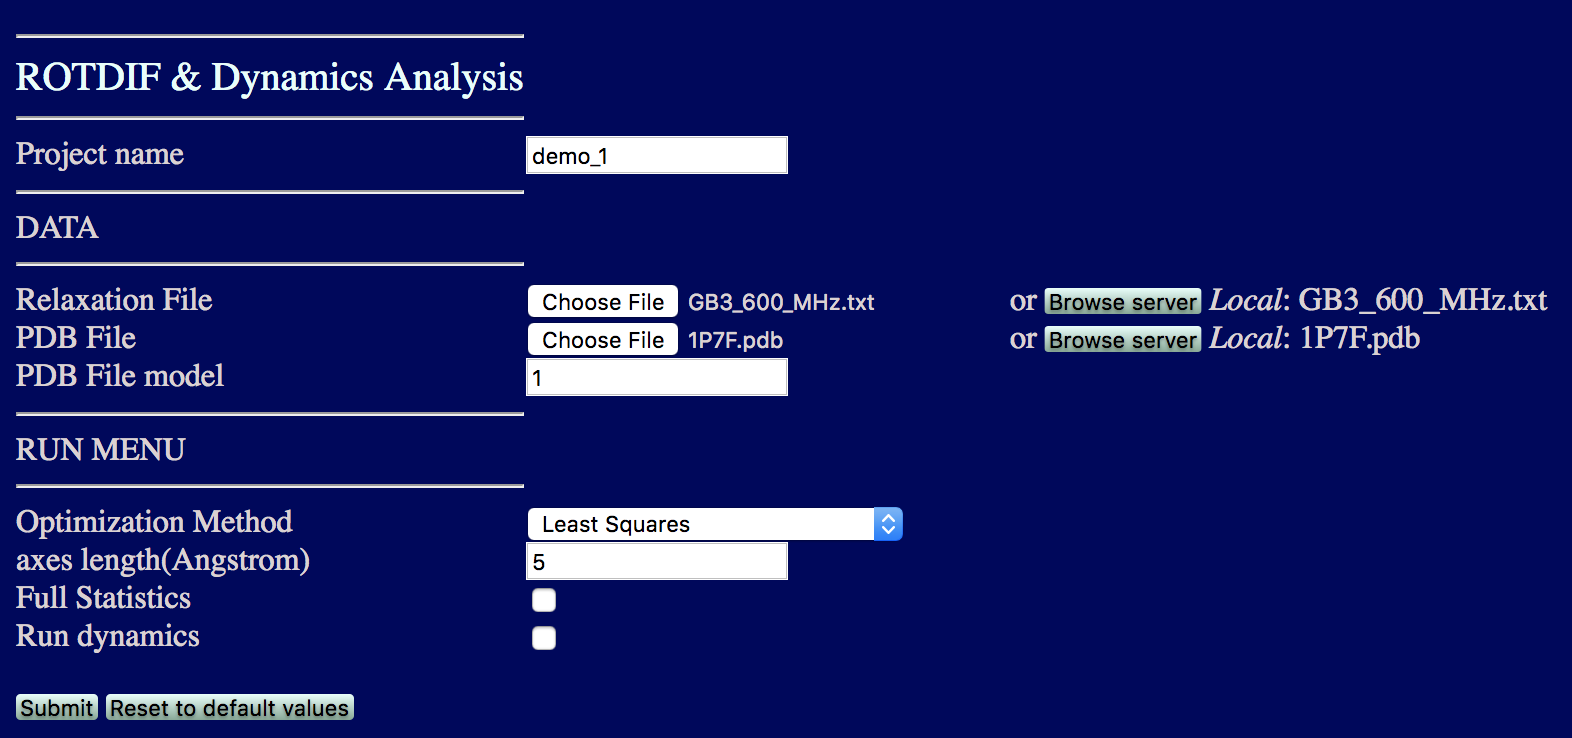 ROTDIF & Dynamics Analysis
Project name demo_1
DATA
Relaxation File Choose File GB3_600_MHz.txt or Browse server Local: GB3_600_MHz.txt
PDB File Choose File 1P7F.pdb or Browse server Local: 1P7F.pdb
PDB File model 1
RUN MENU
Optimization Method Least Squares
axes length(Angstrom) 5
Full Statistics
Run dynamics
Submit Reset to default values